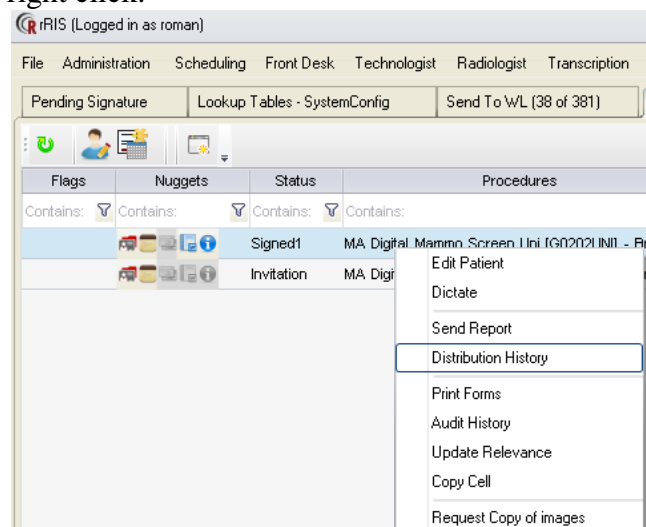 right click.
rRIS (Logged in as roman)
File Administration Scheduling Front Desk Technologist Radiologist Transcription
Pending Signature Lookup Tables - SystemConfig Send To WL (38 of 381)
Flags Nuggets Status Procedures
Contains: Contains: Contains: Contains:
Signed1 MA Digital Mammo Screen Uni [G0202UNI] - Br
Invitation MA Digi
Edit Patient
Dictate
Send Report
Distribution History
Print Forms
Audit History
Update Relevance
Copy Cell
Request Copy of images